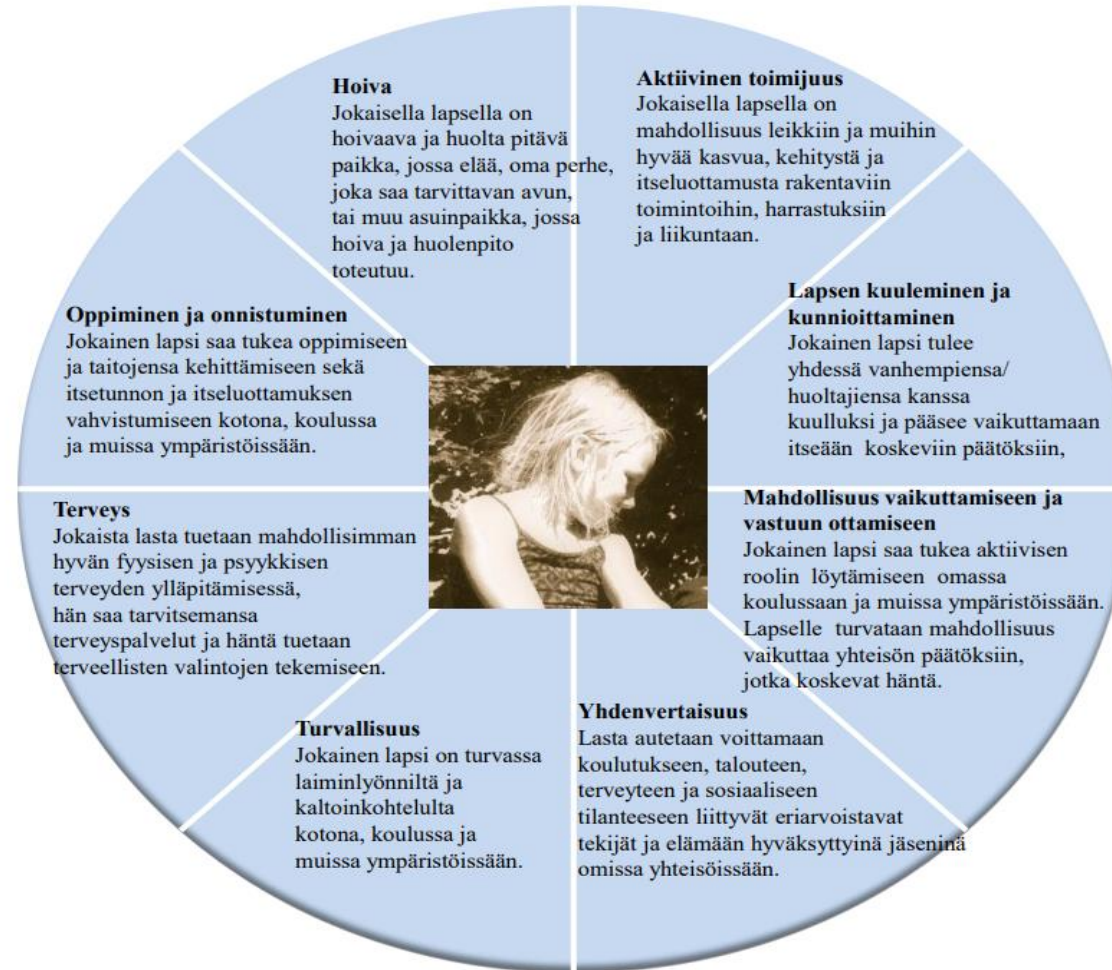 Hoiva
Jokaisella lapsella on
hoivaava ja huolta pitävä
paikka, jossa elää, oma perhe,
joka saa tarvittavan avun,
tai muu asuinpaikka, jossa
hoiva ja huolenpito
toteutuu.
Aktiivinen toimijuus
Jokaisella lapsella on
mahdollisuus leikkiin ja muihin
hyvää kasvua, kehitystä ja
itseluottamusta rakentaviin
toimintoihin, harrastuksiin
ja liikuntaan.
Lapsen kuuleminen ja
kunnioittaminen
Jokainen lapsi tulee
yhdessä vanhempiensa/
huoltajiensa kanssa
kuulluksi ja pääsee vaikuttamaan
itseään koskeviin päätöksiin,
Mahdollisuus vaikuttamiseen ja
vastuun ottamiseen
Jokainen lapsi saa tukea aktiivisen
roolin löytämiseen omassa
koulussaan ja muissa ympäristöissään.
Lapselle turvataan mahdollisuus
vaikuttaa yhteisön päätöksiin,
jotka koskevat häntä.
Yhdenvertaisuus
Lasta autetaan voittamaan
koulutukseen, talouteen,
terveyteen ja sosiaaliseen
tilanteeseen liittyvät eriarvoistavat
tekijät ja elämään hyväksyttyinä jäseninä
omissa yhteisöissään.
Turvallisuus
Jokainen lapsi on turvassa
laiminlyönniltä ja
kaltoinkohtelulta
kotona, koulussa ja
muissa ympäristöissään.
Terveys
Jokaista lasta tuetaan mahdollisimman
hyvän fyysisen ja psyykkisen
terveyden ylläpitämisessä,
hän saa tarvitsemansa
terveyspalvelut ja häntä tuetaan
terveellisten valintojen tekemiseen.
Oppiminen ja onnistuminen
Jokainen lapsi saa tukea oppimiseen
ja taitojensa kehittämiseen sekä
itsetunnon ja itseluottamuksen
vahvistumiseen kotona, koulussa
ja muissa ympäristöissään.